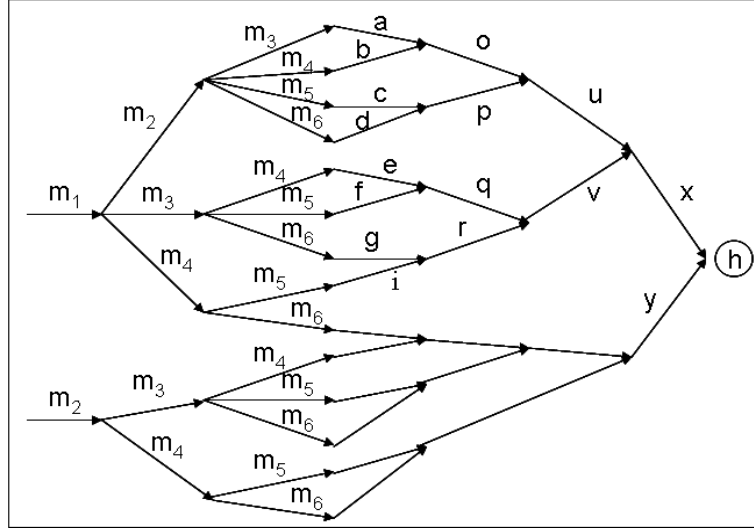 m₃ a
m₄ b o
m₅ c
m₆ d p
u
m₂
m₄ e
m₁ m₃ m₅ f q v x
m₆ g r
m₄ h
m₅ i
m₆ y
m₄
m₃ m₅
m₂ m₆
m₄
m₅
m₆